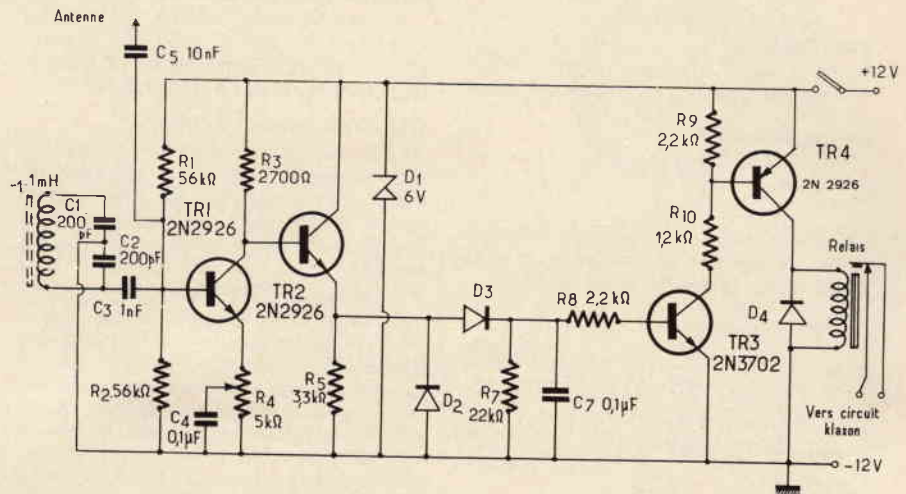 Antenne
C5 10nF
+12V
R1
56kΩ
R3
2700Ω
D1
6V
R9
2,2kΩ
TR4
2N 2926
1mH
C1
200
pF
C2
200pF
TR1
2N2926
R10
1,2kΩ
Relais
C3 1nF
TR2
2N2926
D3
R8 2,2kΩ
D4
TR3
2N3702
R2.56kΩ
C4
0,1µF
R4
5kΩ
R5
3,3kΩ
D2
R7
22kΩ
C7 0,1µF
Vers circuit
klaxon
-12V